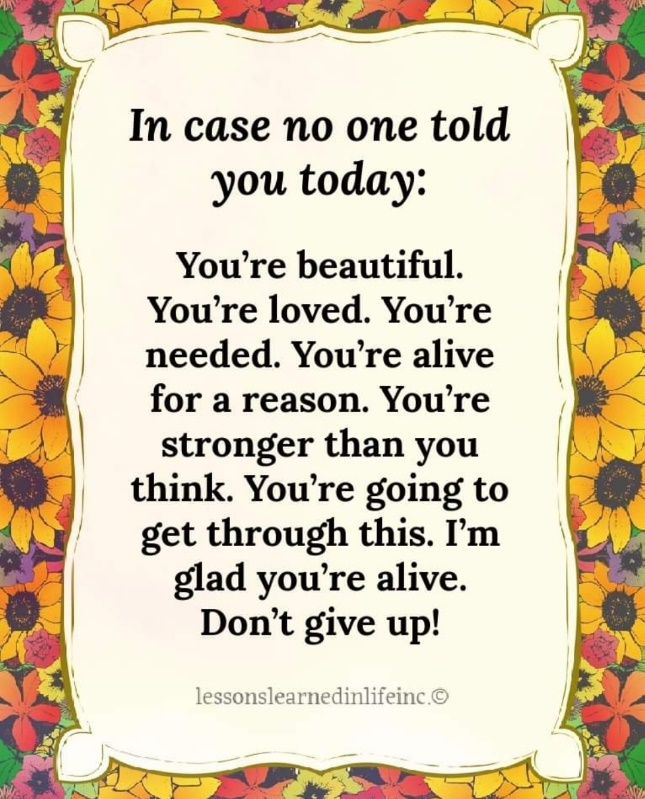 In case no one told
you today:
You’re beautiful.
You’re loved. You’re
needed. You’re alive
for a reason. You’re
stronger than you
think. You’re going to
get through this. I’m
glad you’re alive.
Don’t give up!
lessonslearnedinlifeinc.©